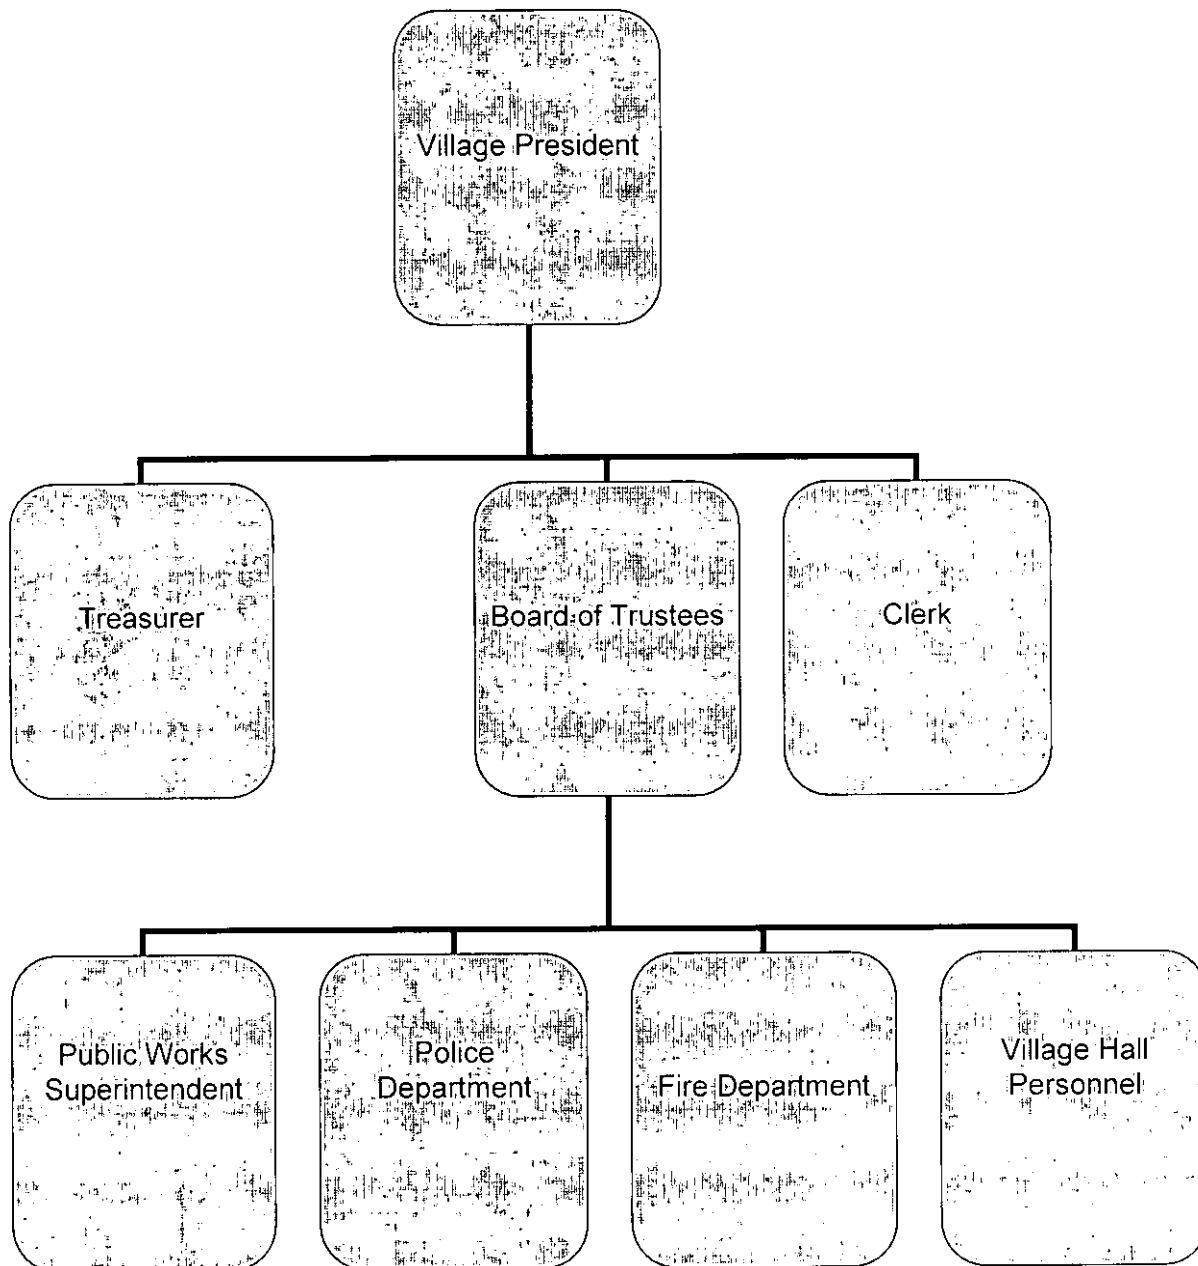 Village President
Treasurer
Board of Trustees
Clerk
Public Works
Superintendent
Police
Department
Fire Department
Village Hall
Personnel